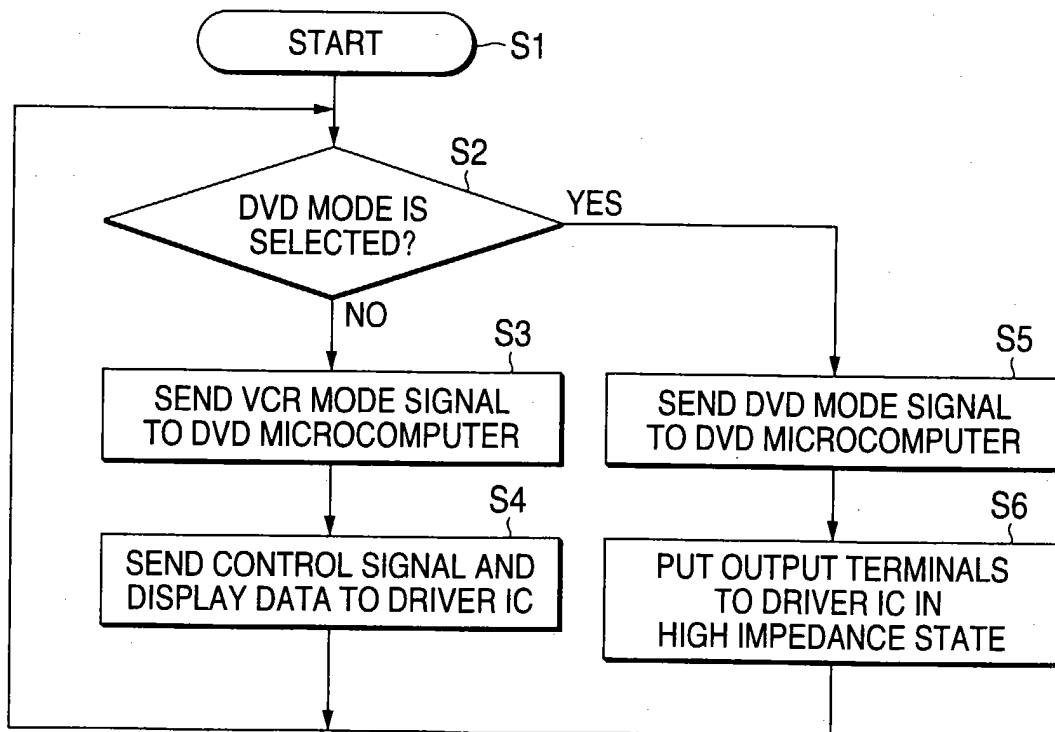 START
S1
S2
DVD MODE IS
SELECTED?
YES
NO
S3
SEND VCR MODE SIGNAL
TO DVD MICROCOMPUTER
S4
SEND CONTROL SIGNAL AND
DISPLAY DATA TO DRIVER IC
S5
SEND DVD MODE SIGNAL
TO DVD MICROCOMPUTER
S6
PUT OUTPUT TERMINALS
TO DRIVER IC IN
HIGH IMPEDANCE STATE